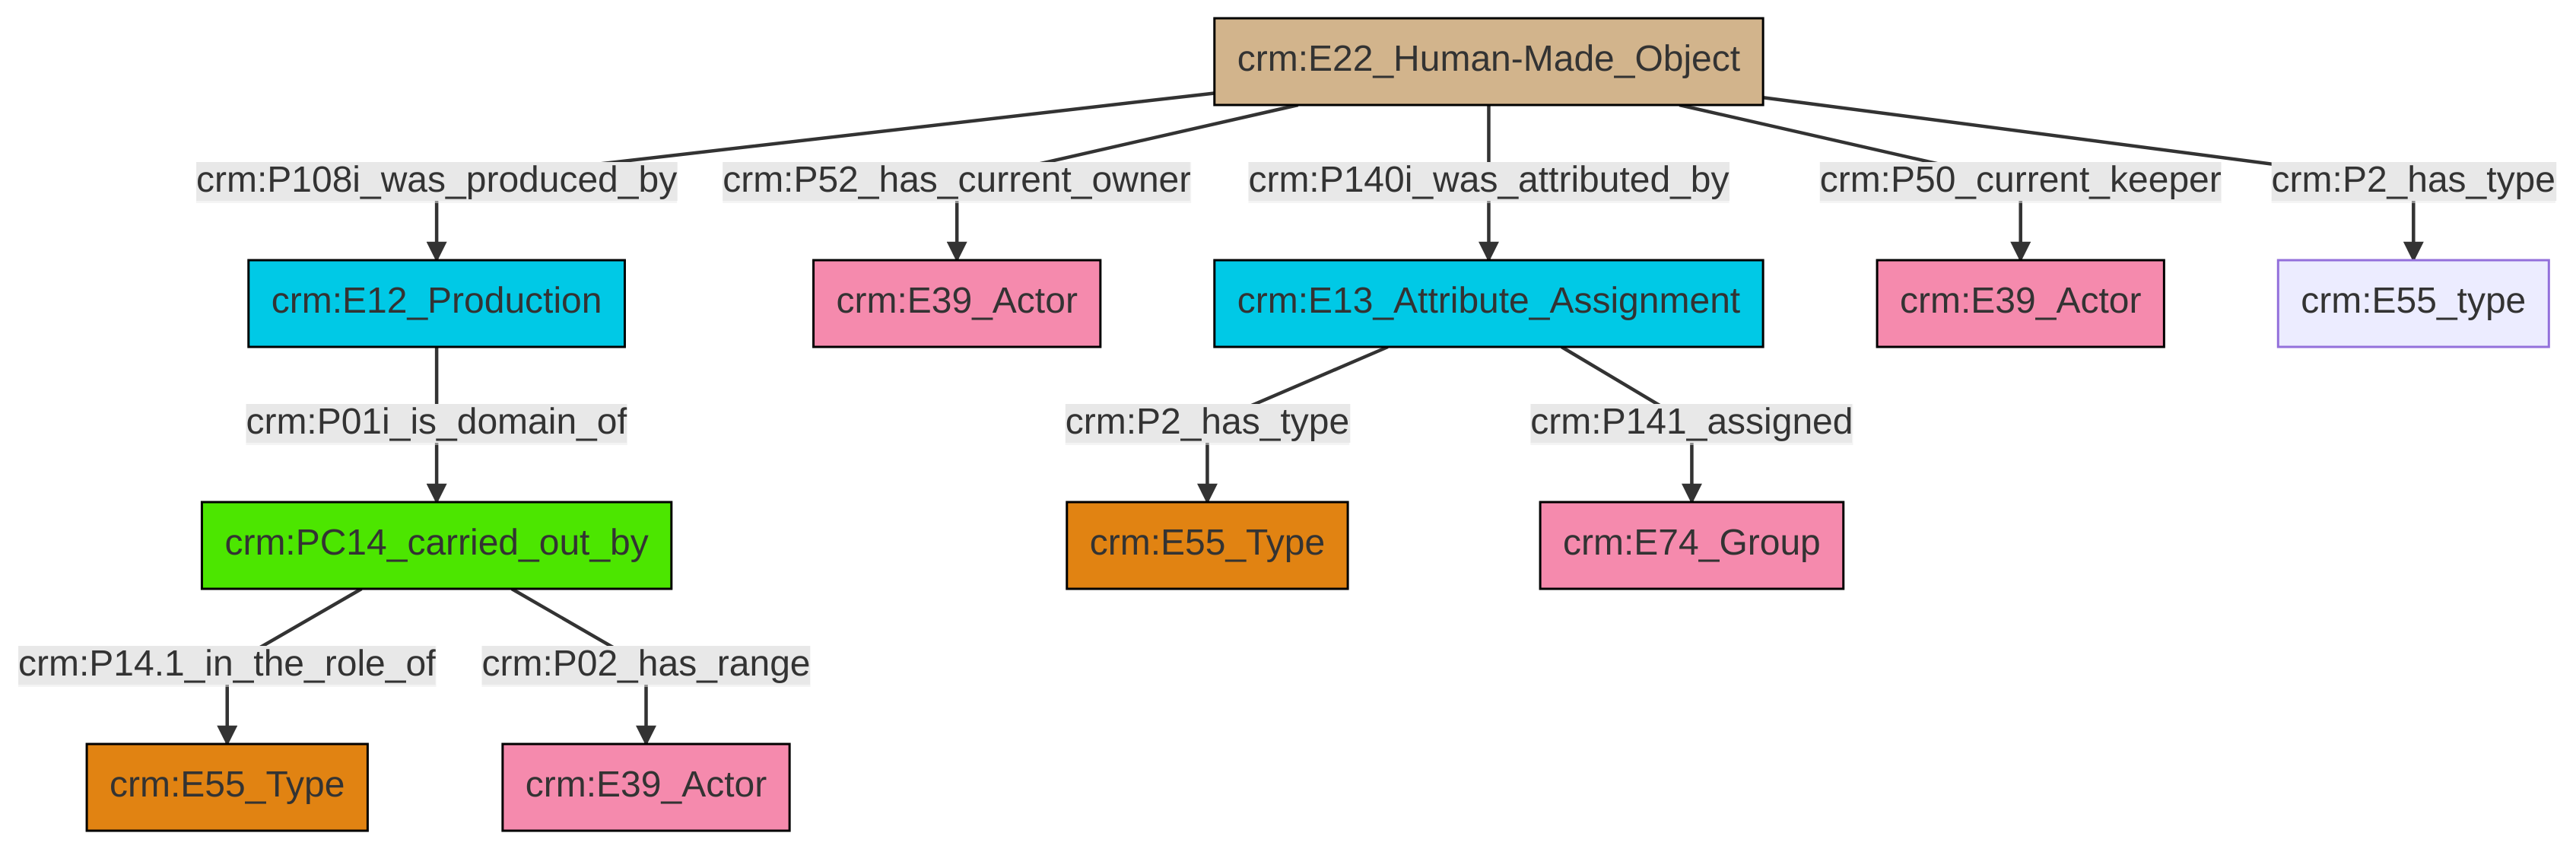 crm:E22_Human-Made_Object
crm:P108i_was_produced_by
crm:P52_has_current_owner
crm:P140i_was_attributed_by
crm:P50_current_keeper
crm:P2_has_type
crm:E12_Production
crm:E39_Actor
crm:E13_Attribute_Assignment
crm:E39_Actor
crm:E55_type
crm:P01i_is_domain_of
crm:P2_has_type
crm:P141_assigned
crm:PC14_carried_out_by
crm:E55_Type
crm:E74_Group
crm:P14.1_in_the_role_of
crm:P02_has_range
crm:E55_Type
crm:E39_Actor